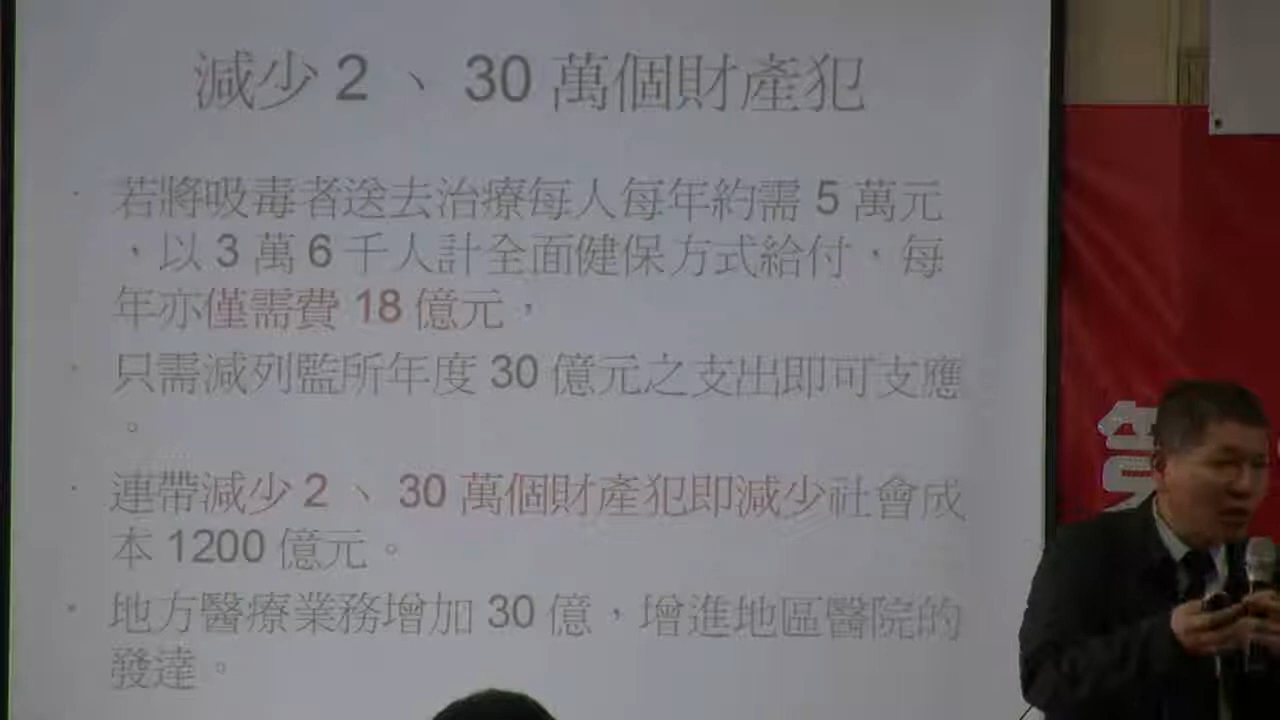 減少 2 、 30 萬個財產犯
若將吸毒者送去治療每人每年約需 5 萬元
，以 3 萬 6 千人計全面健保方式給付，每
年亦僅需費 18 億元，
只需減列監所年度 30 億元之支出即可支應
。
連帶減少 2 、 30 萬個財產犯即減少社會成
本 1200 億元。
地方醫療業務增加 30 億，增進地區醫院的
發達。
第